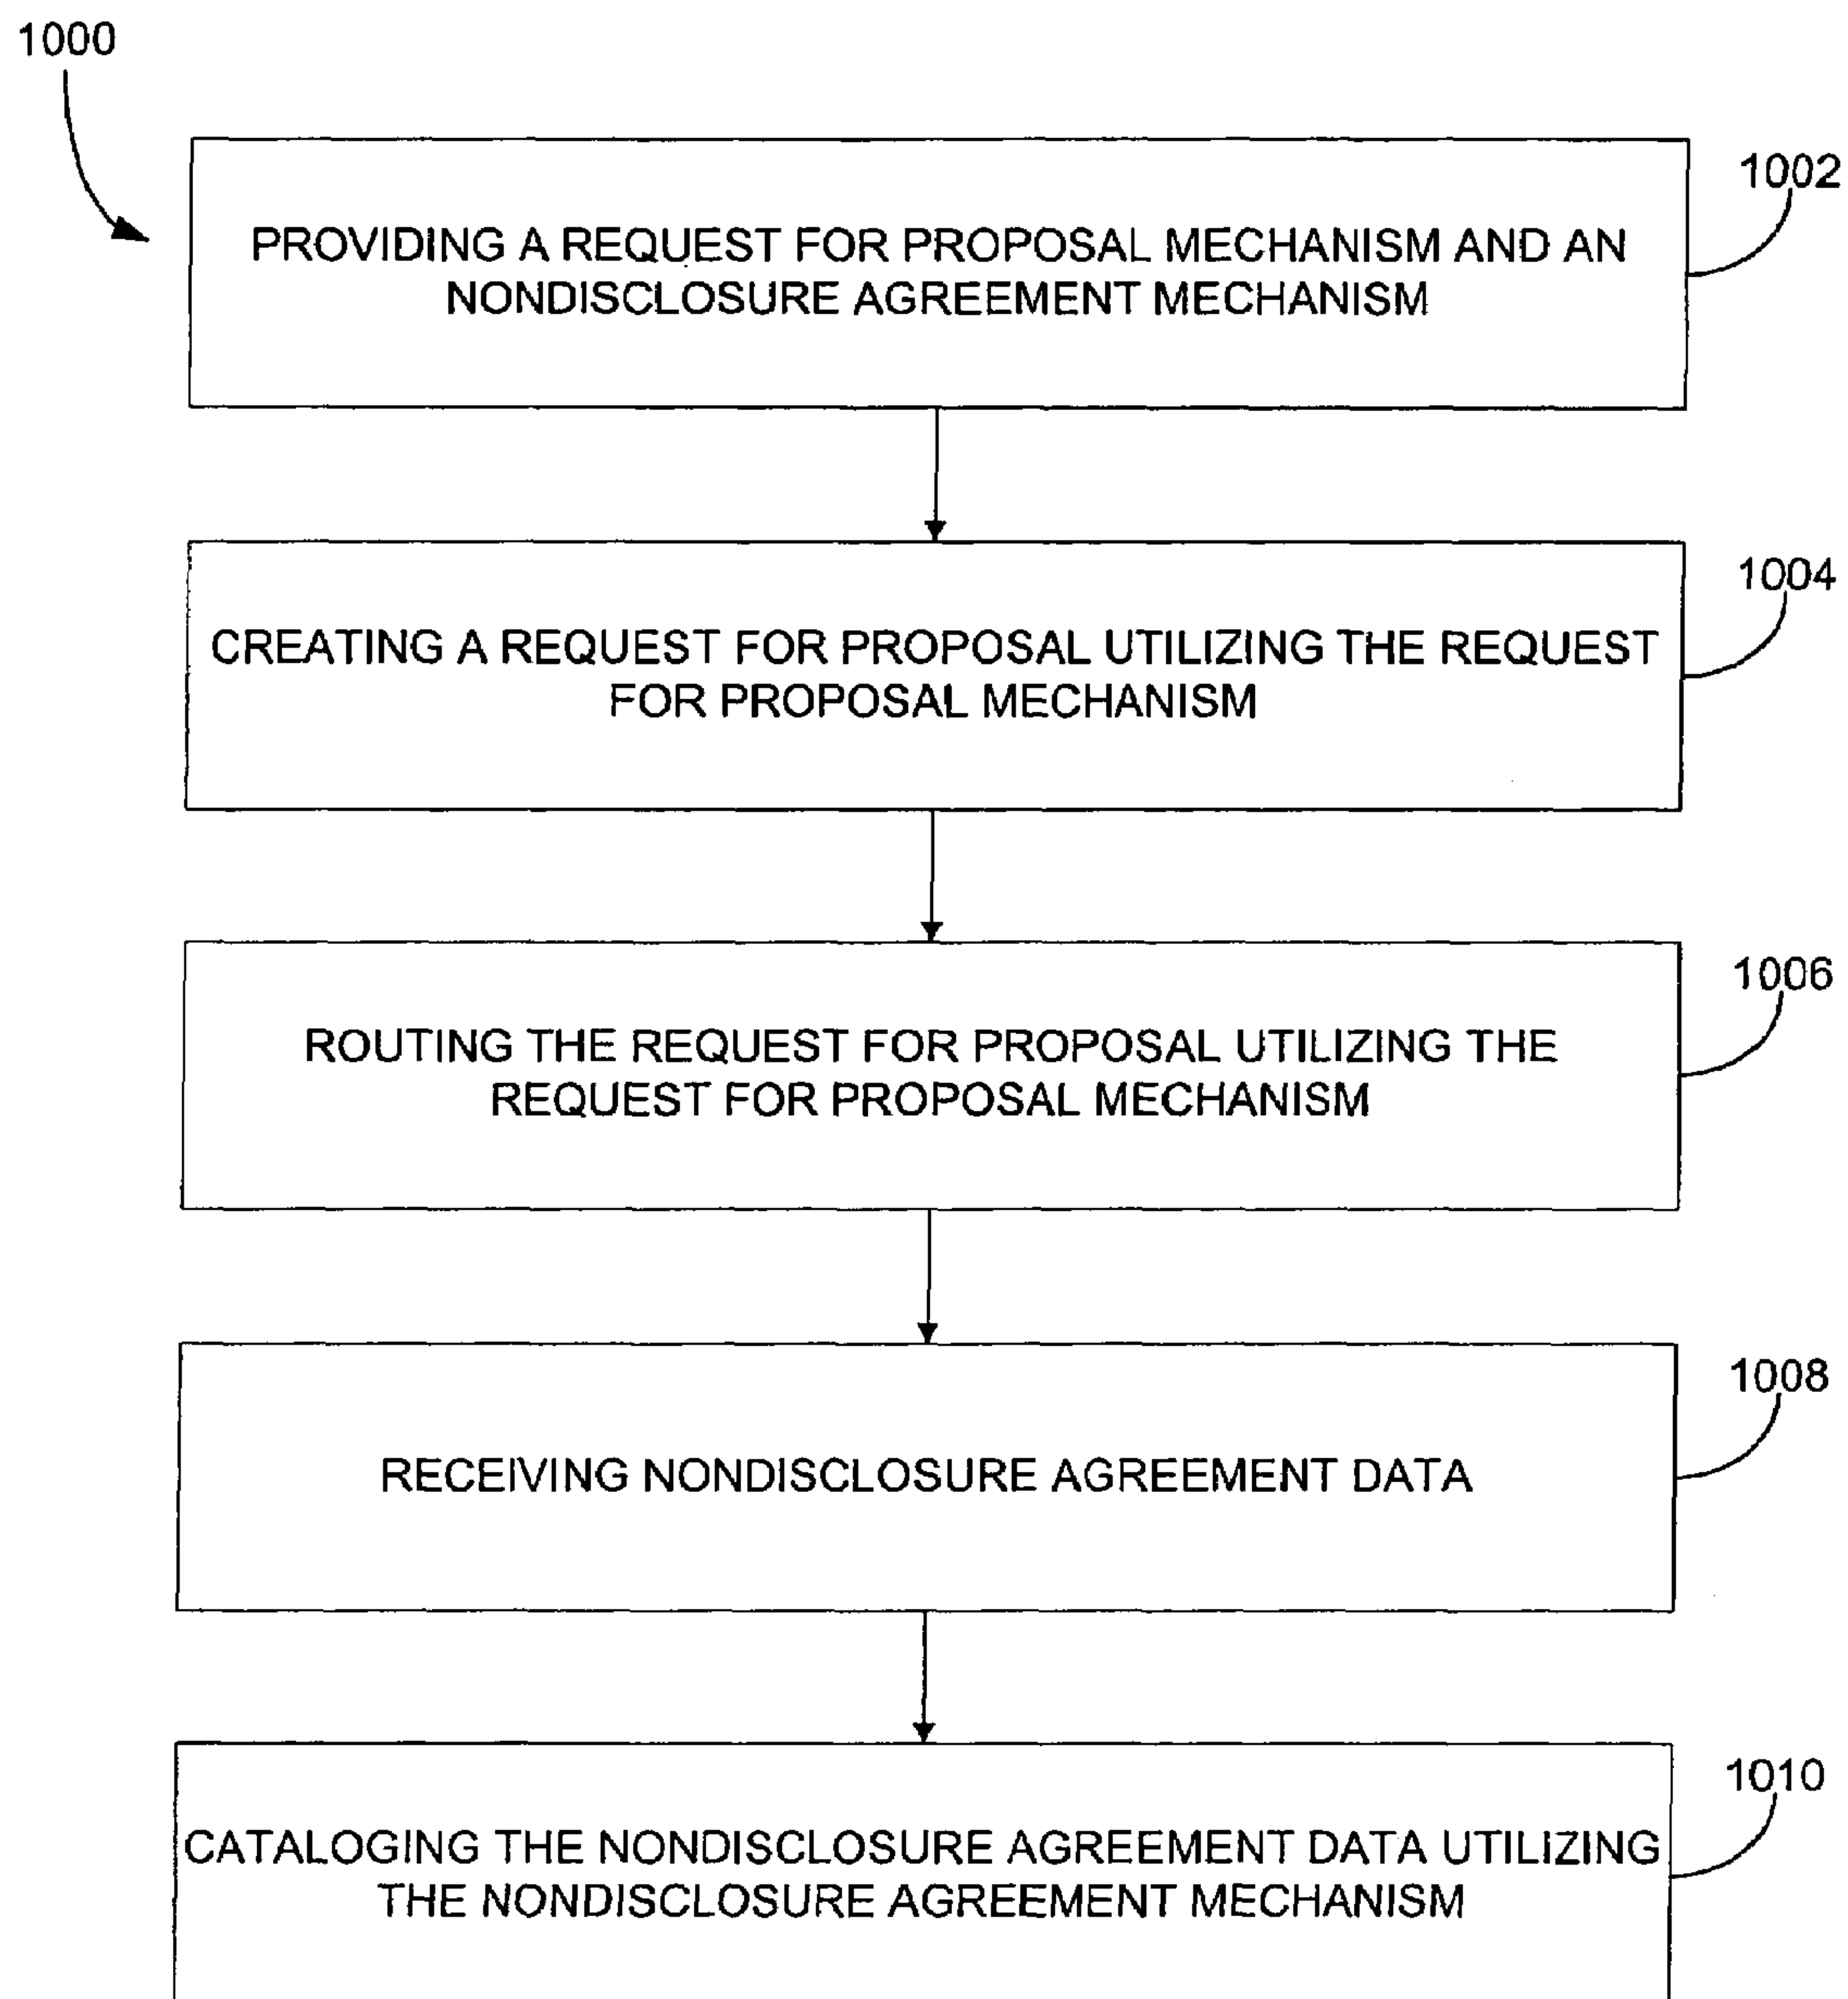 1000
1002
PROVIDING A REQUEST FOR PROPOSAL MECHANISM AND AN
NONDISCLOSURE AGREEMENT MECHANISM
1004
CREATING A REQUEST FOR PROPOSAL UTILIZING THE REQUEST
FOR PROPOSAL MECHANISM
1006
ROUTING THE REQUEST FOR PROPOSAL UTILIZING THE
REQUEST FOR PROPOSAL MECHANISM
1008
RECEIVING NONDISCLOSURE AGREEMENT DATA
1010
CATALOGING THE NONDISCLOSURE AGREEMENT DATA UTILIZING
THE NONDISCLOSURE AGREEMENT MECHANISM